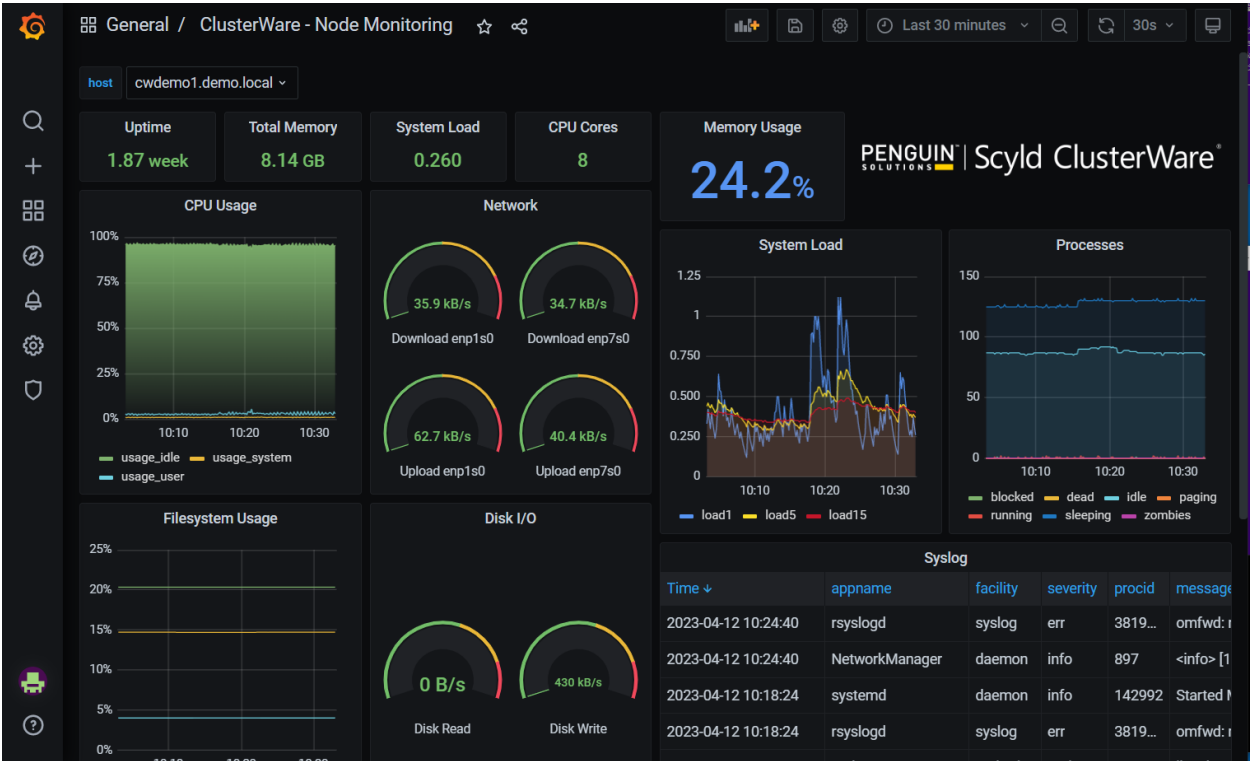 General / ClusterWare - Node Monitoring
Last 30 minutes
30s
host
cwdemo1.demo.local
Uptime
1.87 week
Total Memory
8.14 GB
System Load
0.260
CPU Cores
8
Memory Usage
24.2%
PENGUIN™ | Scyld ClusterWare®
SOLUTIONS
CPU Usage
100%
75%
50%
25%
0%
10:10 10:20 10:30
usage_idle usage_system
usage_user
Network
35.9 kB/s
Download enp1s0
34.7 kB/s
Download enp7s0
62.7 kB/s
Upload enp1s0
40.4 kB/s
Upload enp7s0
System Load
1.25
1
0.750
0.500
0.250
0
10:10 10:20 10:30
load1 load5 load15
Processes
150
100
50
0
10:10 10:20 10:30
blocked dead idle paging
running sleeping zombies
Filesystem Usage
25%
20%
15%
10%
5%
0%
Disk I/O
0 B/s
Disk Read
430 kB/s
Disk Write
Syslog
Time ↓ appname facility severity procid message
2023-04-12 10:24:40 rsyslogd syslog err 3819... omfwd:
2023-04-12 10:24:40 NetworkManager daemon info 897 <info> [1
2023-04-12 10:18:24 systemd daemon info 142992 Started
2023-04-12 10:18:24 rsyslogd syslog err 3819... omfwd: